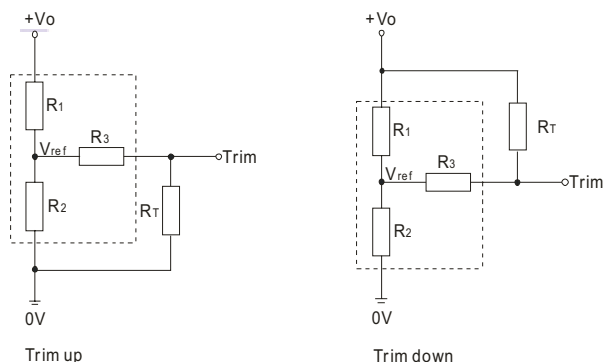 +Vo
R1
Vref
R3
Trim
R2
RT
0V
Trim up
+Vo
R1
RT
Vref
R3
Trim
R2
0V
Trim down